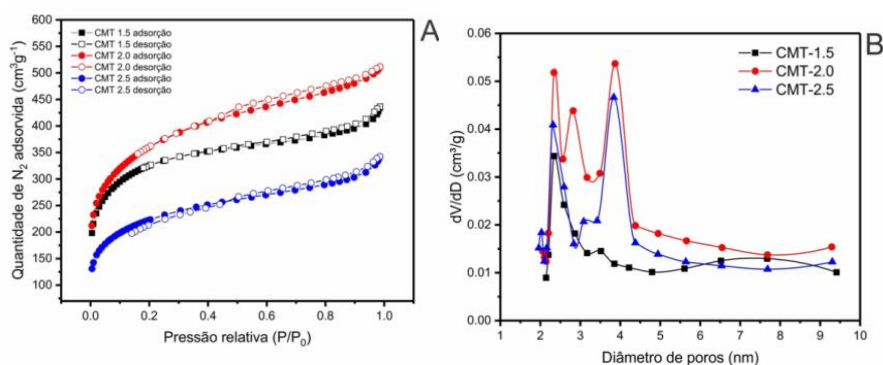 A
Quantidade de N2 adsorvida (cm3g-1)
600
550
500
450
400
350
300
250
200
150
100
CMT 1.5 adsorção
CMT 1.5 desorção
CMT 2.0 adsorção
CMT 2.0 desorção
CMT 2.5 adsorção
CMT 2.5 desorção
0.0 0.2 0.4 0.6 0.8 1.0
Pressão relativa (P/P0)
B
dV/dD (cm³/g)
0.06
0.05
0.04
0.03
0.02
0.01
0.00
CMT-1.5
CMT-2.0
CMT-2.5
1 2 3 4 5 6 7 8 9 10
Diâmetro de poros (nm)